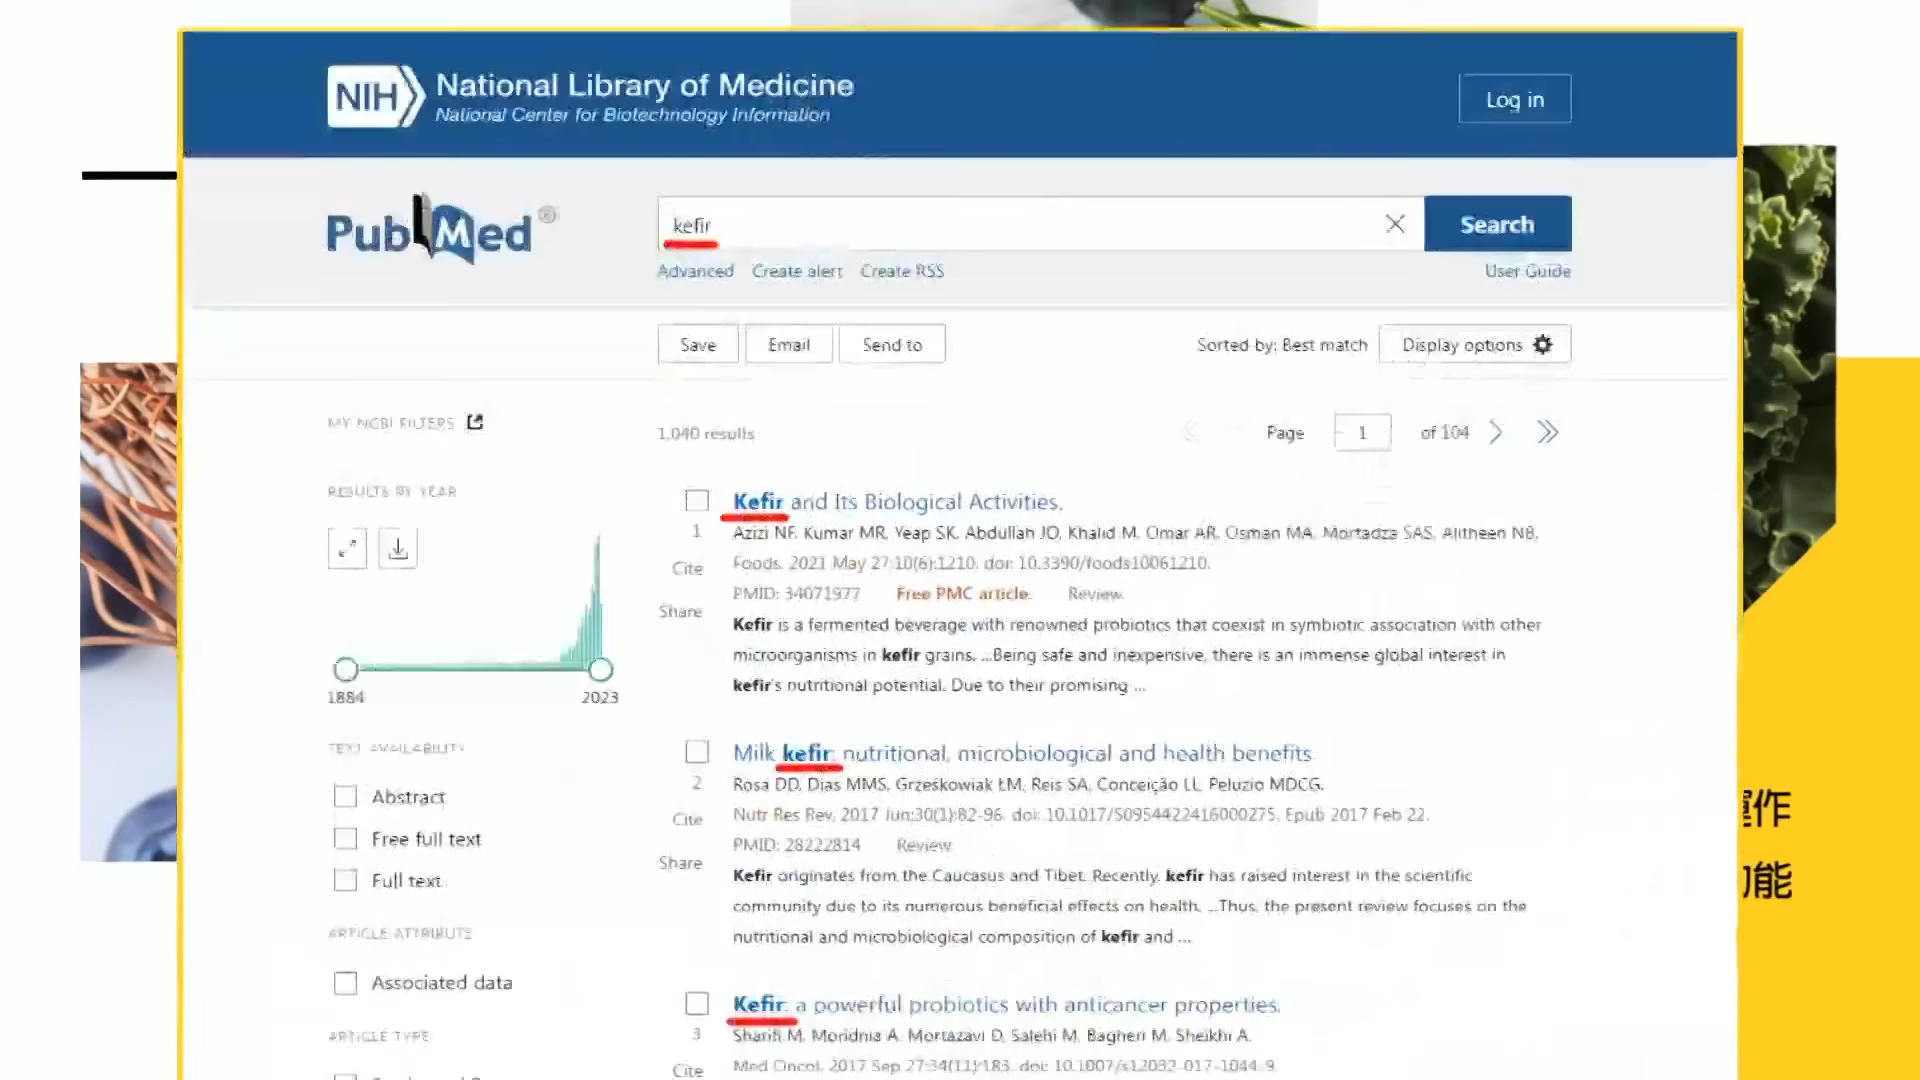 NIH National Library of Medicine
National Center for Biotechnology Information
Log in
PubMed®
kefir
Search
Advanced Create alert Create RSS
User Guide
Save Email Send to
Sorted by: Best match
Display options
MY NCBI FILTERS
1,040 results
Page 1 of 104
RESULTS BY YEAR
1884 2023
TEXT AVAILABILITY
Abstract
Free full text
Full text
ARTICLE ATTRIBUTE
Associated data
ARTICLE TYPE
Kefir and Its Biological Activities.
1
Azizi NF, Kumar MR, Yeap SK, Abdullah JO, Khalid M, Omar AR, Osman MA, Mortadza SAS, Alitheen NB.
Cite
Foods. 2021 May 27;10(6):1210. doi: 10.3390/foods10061210.
PMID: 34071977 Free PMC article. Review.
Share
Kefir is a fermented beverage with renowned probiotics that coexist in symbiotic association with other
microorganisms in kefir grains. ...Being safe and inexpensive, there is an immense global interest in
kefir's nutritional potential. Due to their promising ...
Milk kefir: nutritional, microbiological and health benefits
2
Rosa DD, Dias MMS, Grześkowiak ŁM, Reis SA, Conceição LL, Peluzio MDCG.
Cite
Nutr Res Rev. 2017 Jun;30(1):82-96. doi: 10.1017/S0954422416000275. Epub 2017 Feb 22.
PMID: 28222814 Review.
Share
Kefir originates from the Caucasus and Tibet. Recently, kefir has raised interest in the scientific
community due to its numerous beneficial effects on health. ...Thus, the present review focuses on the
nutritional and microbiological composition of kefir and ...
Kefir: a powerful probiotics with anticancer properties.
3
Sharifi M, Moridnia A, Mortazavi D, Salehi M, Bagheri M, Sheikhi A.
Cite
Med Oncol. 2017 Sep 27;34(11):183. doi: 10.1007/s12032-017-1044-9.
作
能